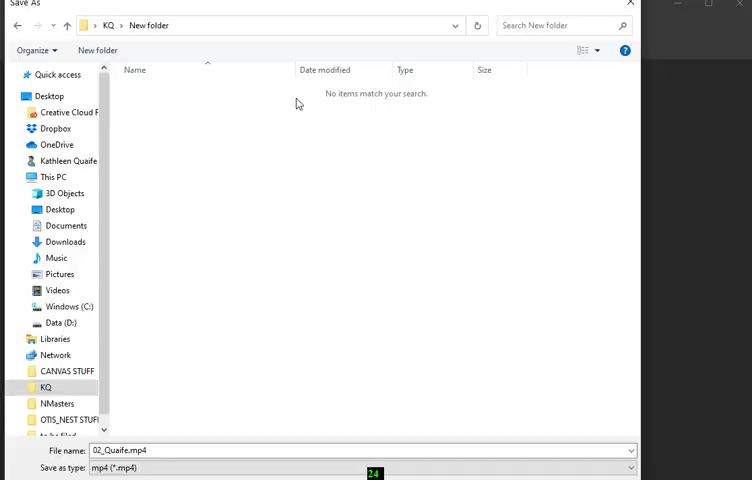 Save As
KQ › New folder
Search New folder
Organize
New folder
Name
Date modified
Type
Size
No items match your search.
Quick access
Desktop
Creative Cloud F
Dropbox
OneDrive
Kathleen Quaife
This PC
3D Objects
Desktop
Documents
Downloads
Music
Pictures
Videos
Windows (C:)
Data (D:)
Libraries
Network
CANVAS STUFF
KQ
NMasters
OTIS_NEST STUFF
to be filed
File name: 02_Quaife.mp4
Save as type: mp4 (*.mp4)
24